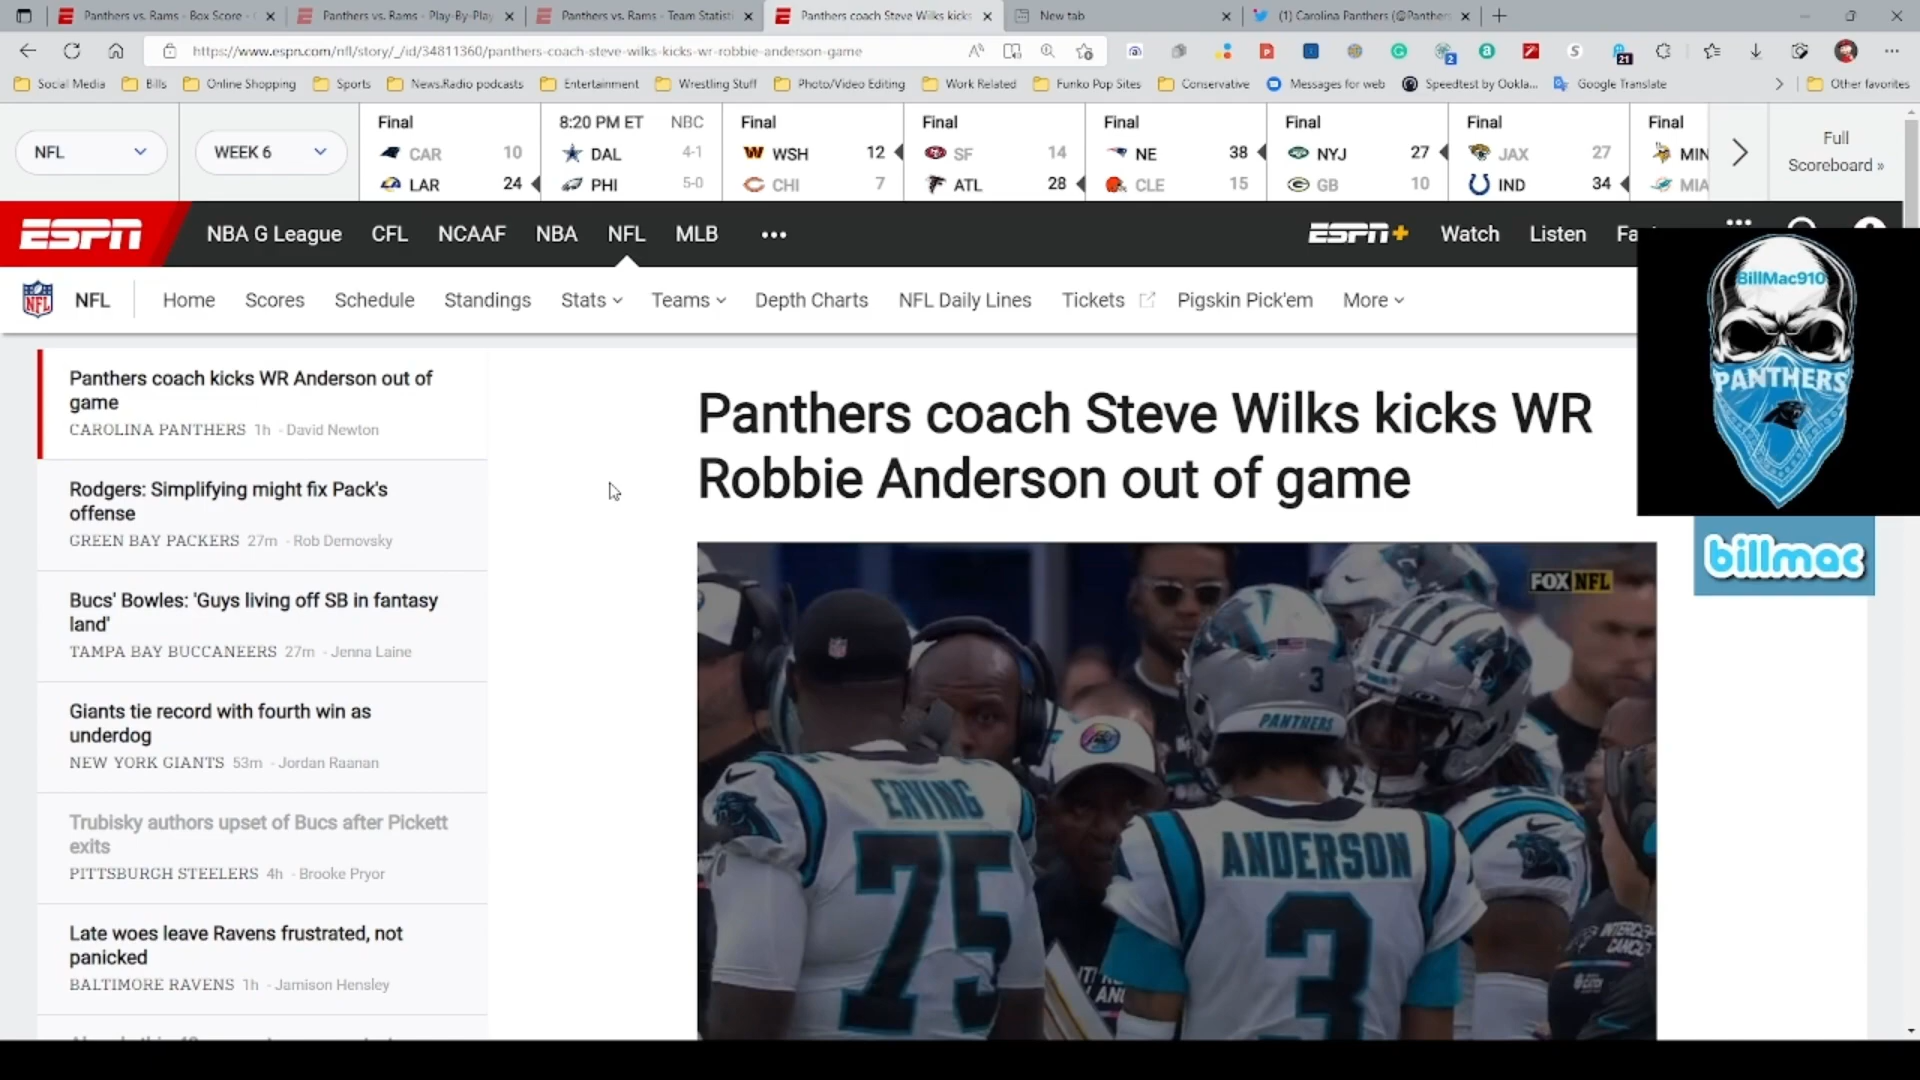 Panthers vs. Rams - Box Score -
Panthers vs. Rams - Play-By-Play
Panthers vs. Rams - Team Statisti
Panthers coach Steve Wilks kicks
New tab
(1) Carolina Panthers (@Panthers
https://www.espn.com/nfl/story/_/id/34811360/panthers-coach-steve-wilks-kicks-wr-robbie-anderson-game
2
21
Social Media
Bills
Online Shopping
Sports
News.Radio podcasts
Entertainment
Wrestling Stuff
Photo/Video Editing
Work Related
Funko Pop Sites
Conservative
Messages for web
Speedtest by Ookla...
Google Translate
Other favorites
NFL
WEEK 6
Final
CAR 10
LAR 24
8:20 PM ET NBC
DAL 4-1
PHI 5-0
Final
WSH 12
CHI 7
Final
SF 14
ATL 28
Final
NE 38
CLE 15
Final
NYJ 27
GB 10
Final
JAX 27
IND 34
Final
MIN
MIA
Full
Scoreboard »
ESPN
NBA G League
CFL
NCAAF
NBA
NFL
MLB
•••
ESPN+
Watch
Listen
Fa
NFL
Home
Scores
Schedule
Standings
Stats
Teams
Depth Charts
NFL Daily Lines
Tickets
Pigskin Pick'em
More
Panthers coach kicks WR Anderson out of
game
CAROLINA PANTHERS 1h - David Newton
Rodgers: Simplifying might fix Pack's
offense
GREEN BAY PACKERS 27m - Rob Demovsky
Bucs' Bowles: 'Guys living off SB in fantasy
land'
TAMPA BAY BUCCANEERS 27m - Jenna Laine
Giants tie record with fourth win as
underdog
NEW YORK GIANTS 53m - Jordan Raanan
Trubisky authors upset of Bucs after Pickett
exits
PITTSBURGH STEELERS 4h - Brooke Pryor
Late woes leave Ravens frustrated, not
panicked
BALTIMORE RAVENS 1h - Jamison Hensley
Panthers coach Steve Wilks kicks WR
Robbie Anderson out of game
FOX NFL
3
PANTHERS
ERVING
75
ANDERSON
3
INTERCEPT
CANCER
BillMac910
PANTHERS
billmac